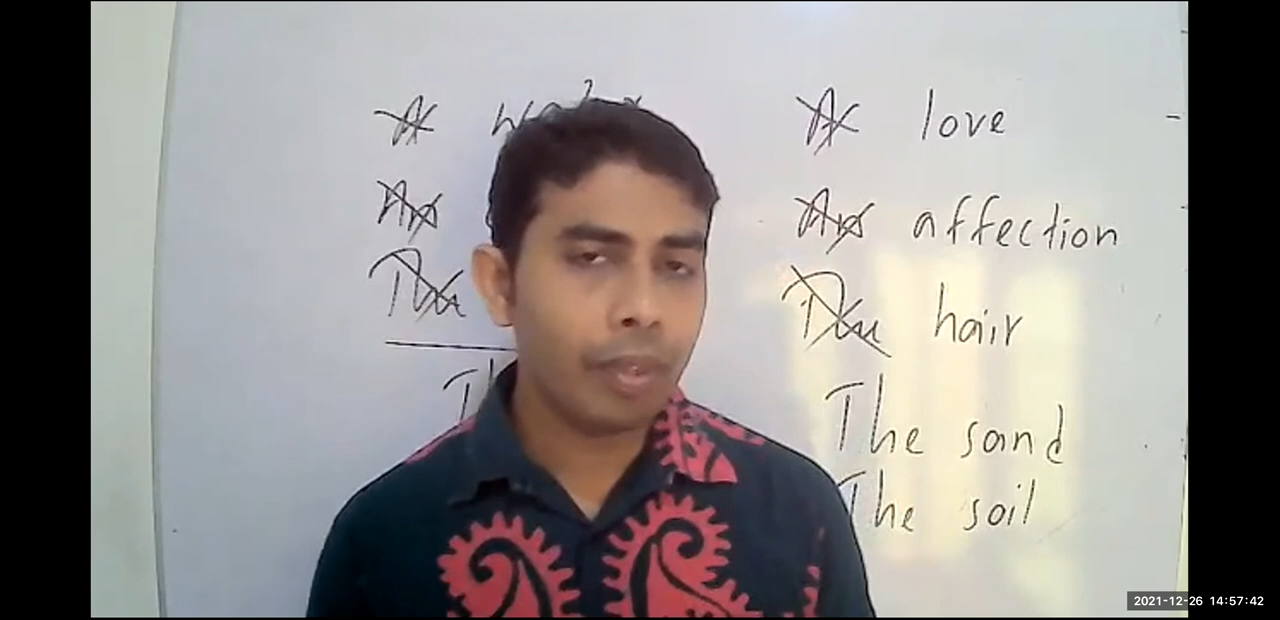 A love
An affection
The hair
The sand
The soil
A
An
The
2021-12-26 14:57:42